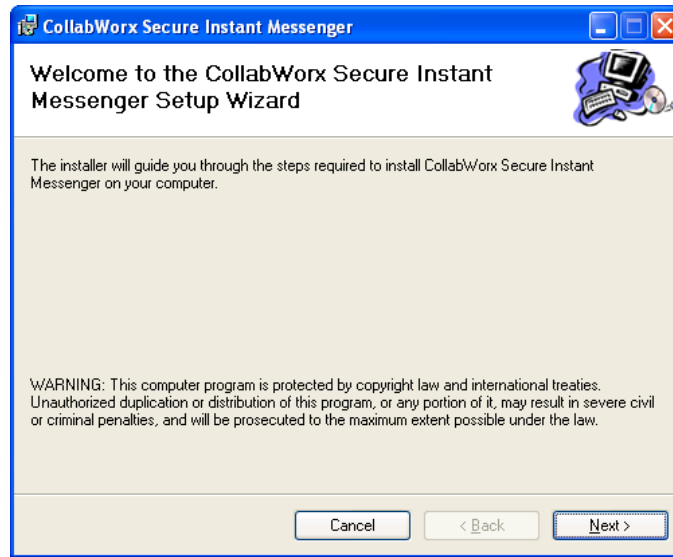 CollabWorx Secure Instant Messenger
Welcome to the CollabWorx Secure Instant
Messenger Setup Wizard
The installer will guide you through the steps required to install CollabWorx Secure Instant
Messenger on your computer.
WARNING: This computer program is protected by copyright law and international treaties.
Unauthorized duplication or distribution of this program, or any portion of it, may result in severe civil
or criminal penalties, and will be prosecuted to the maximum extent possible under the law.
Cancel < Back Next >